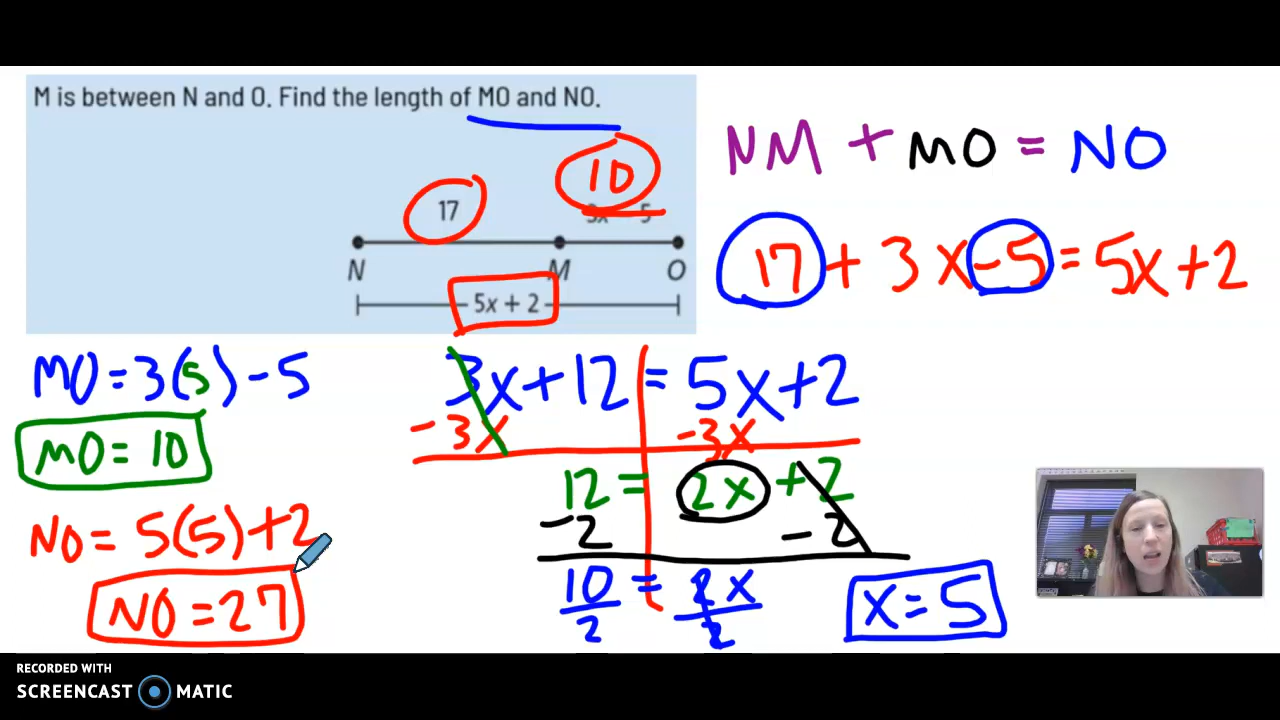 M is between N and O. Find the length of MO and NO.
NM + MO = NO
10
17
3x - 5
N M O
5x + 2
17 + 3x - 5 = 5x + 2
MO = 3(5) - 5
MO = 10
NO = 5(5) + 2
NO = 27
3x + 12 = 5x + 2
-3x -3x
12 = 2x + 2
-2 -2
10 = 2x
2 2
x = 5
RECORDED WITH
SCREENCAST MATIC